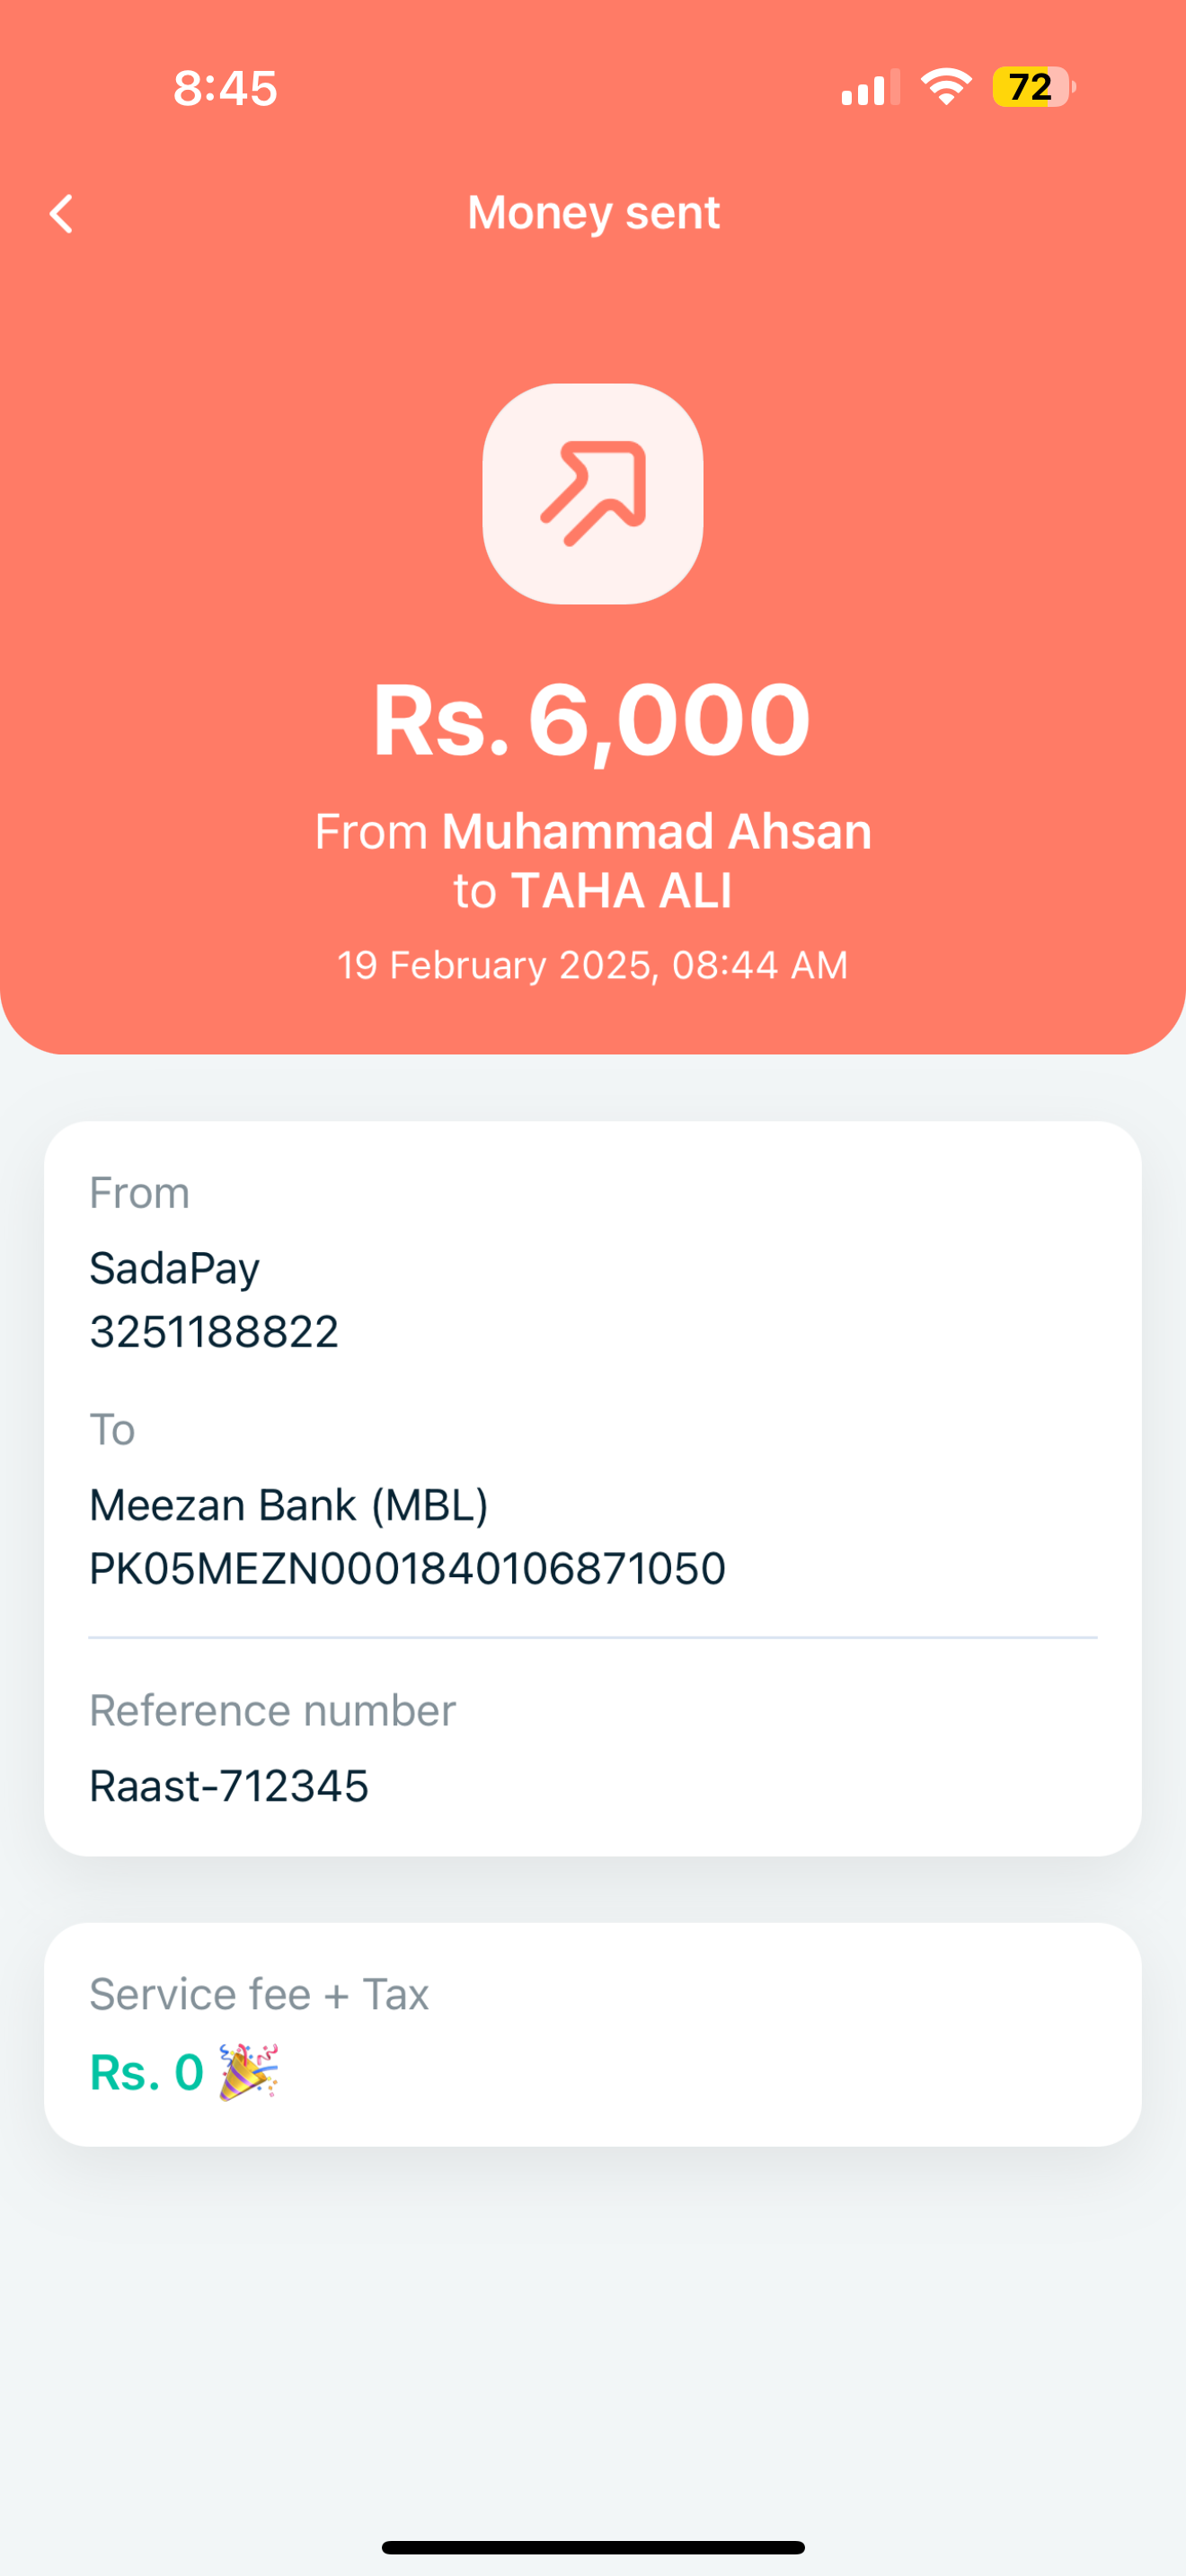 8:45
72
Money sent
Rs. 6,000
From Muhammad Ahsan
to TAHA ALI
19 February 2025, 08:44 AM
From
SadaPay
3251188822
To
Meezan Bank (MBL)
PK05MEZN0001840106871050
Reference number
Raast-712345
Service fee + Tax
Rs. 0 🎉